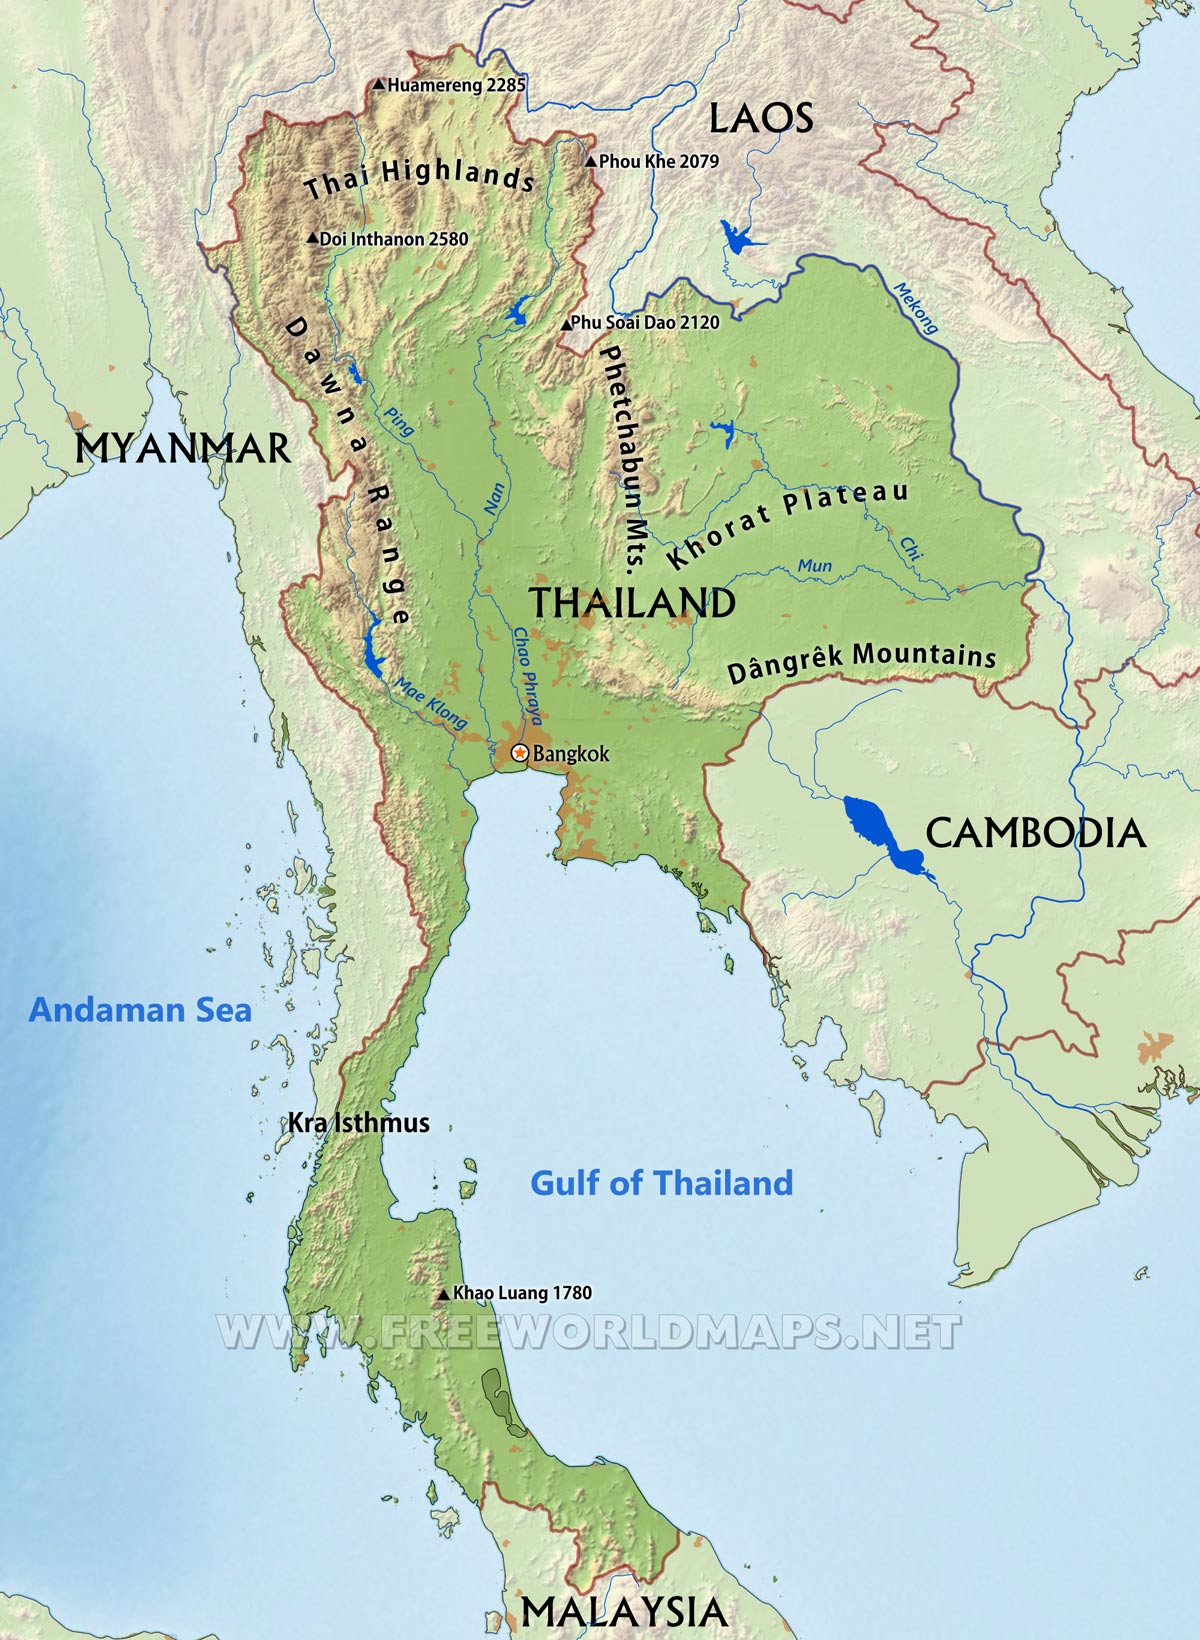 Huamereng 2285
LAOS
Phou Khe 2079
Thai Highlands
Doi Inthanon 2580
Mekong
Phu Soai Dao 2120
Dawna Range
Phetchabun Mts.
Ping
MYANMAR
Nan
Khorat Plateau
Chi
Mun
THAILAND
Chao Phraya
Dângrêk Mountains
Mae Klong
Bangkok
CAMBODIA
Andaman Sea
Kra Isthmus
Gulf of Thailand
Khao Luang 1780
WWW.FREEWORLDMAPS.NET
MALAYSIA